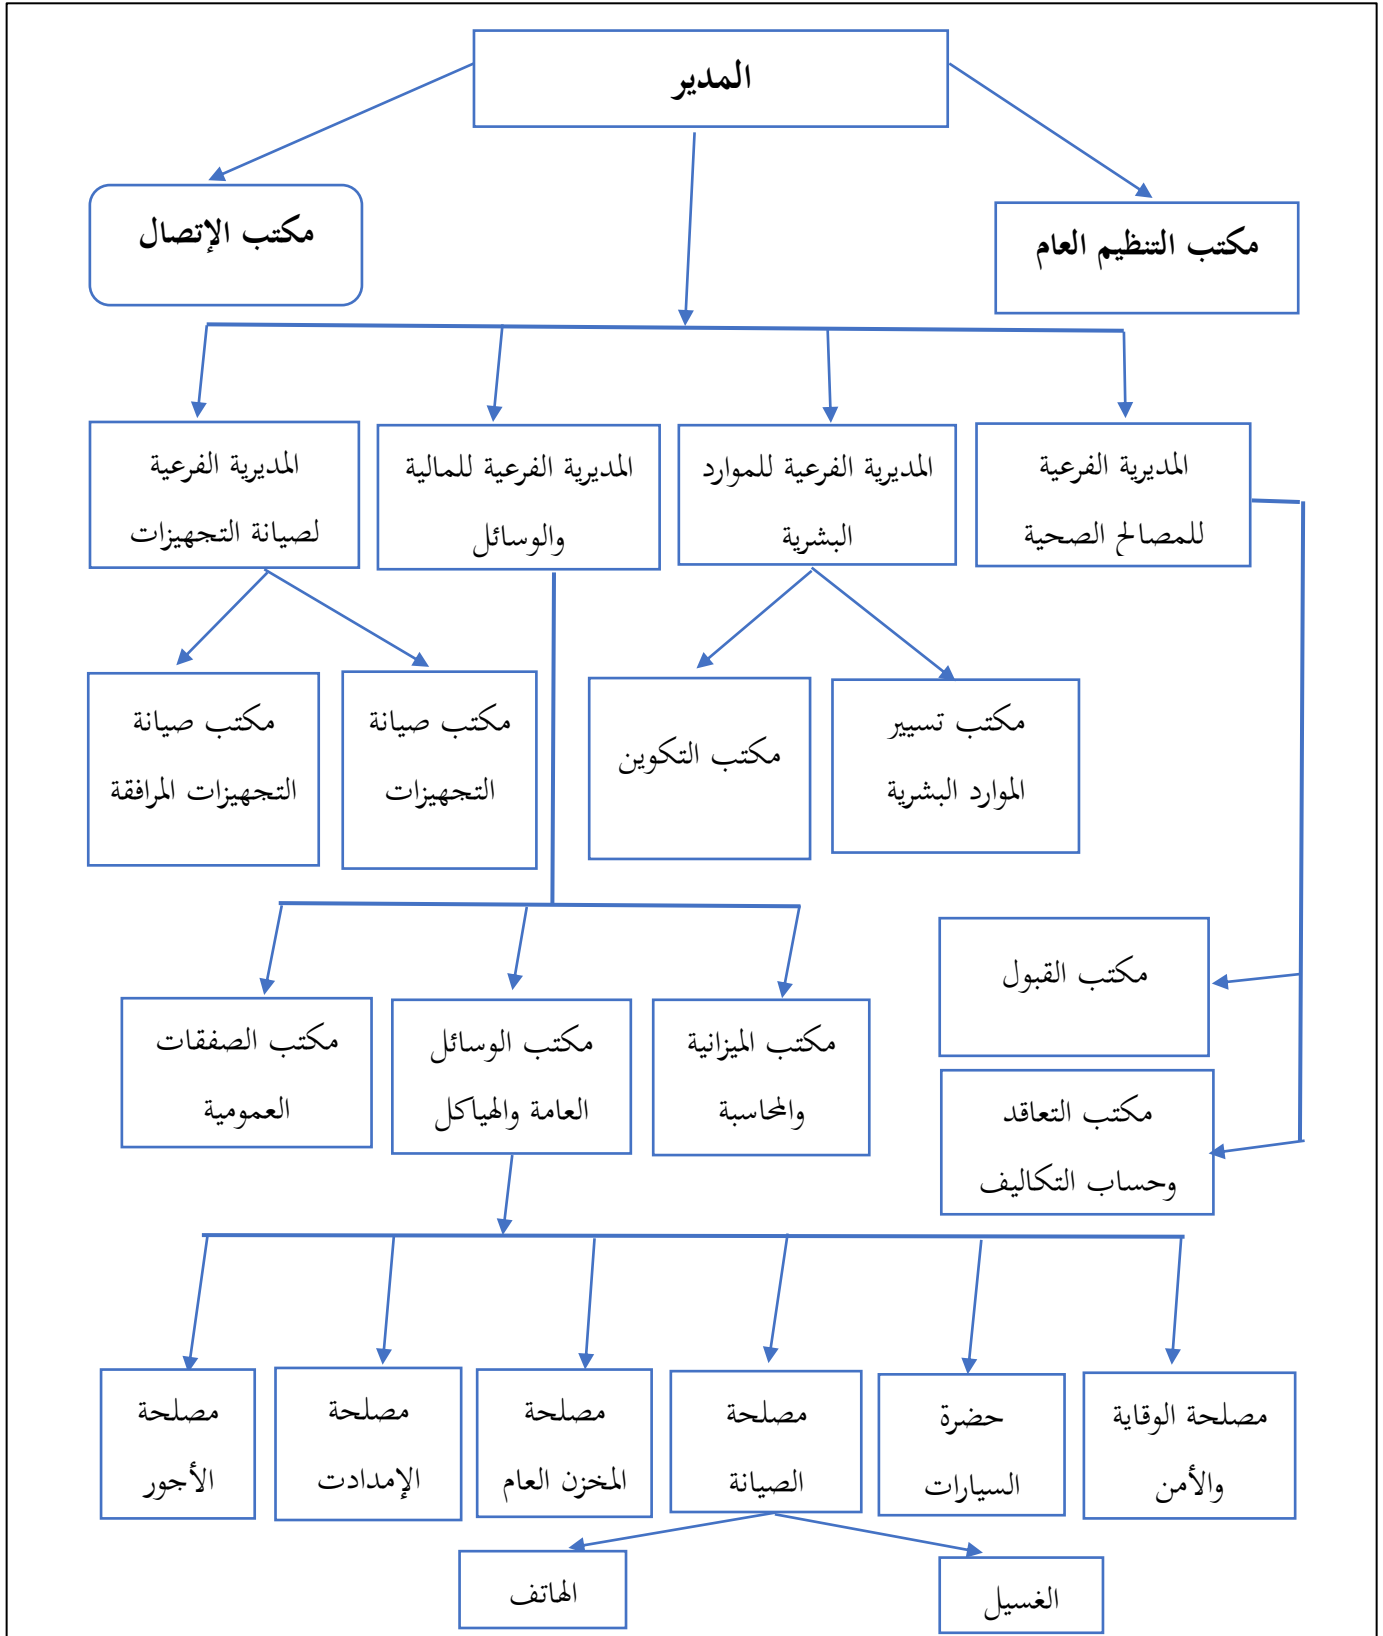 المدير
مكتب التنظيم العام
مكتب الإتصال
المديرية الفرعية
للمصالح الصحية
المديرية الفرعية للموارد
البشرية
المديرية الفرعية للمالية
والوسائل
المديرية الفرعية
لصيانة التجهيزات
مكتب تسيير
الموارد البشرية
مكتب التكوين
مكتب صيانة
التجهيزات
مكتب صيانة
التجهيزات المرافقة
مكتب القبول
مكتب التعاقد
وحساب التكاليف
مكتب الميزانية
والمحاسبة
مكتب الوسائل
العامة والهياكل
مكتب الصفقات
العمومية
مصلحة الوقاية
والأمن
حضرة
السيارات
مصلحة
الصيانة
مصلحة
المخزن العام
مصلحة
الإمدادت
مصلحة
الأجور
الغسيل
الهاتف